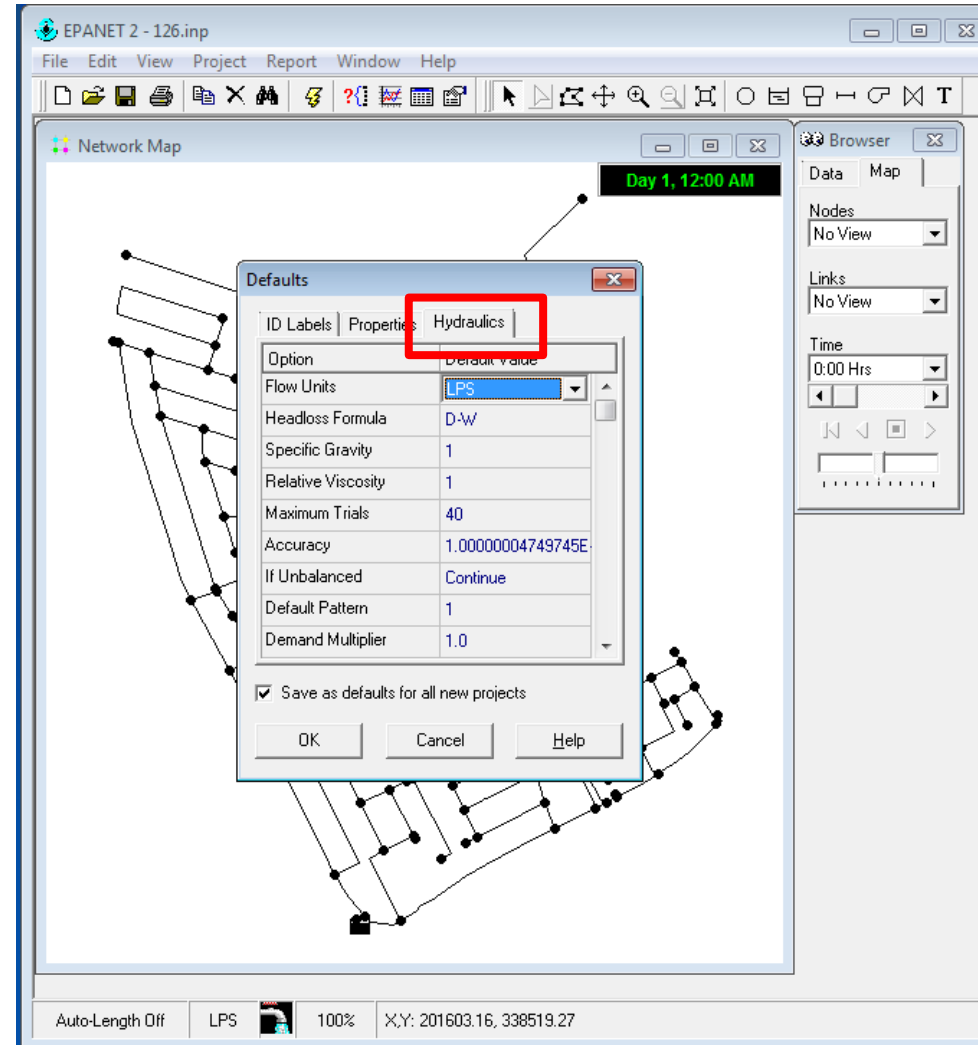 EPANET 2 - 126.inp
File Edit View Project Report Window Help
T
Network Map
Day 1, 12:00 AM
Browser
Data Map
Nodes
No View
Links
No View
Time
0:00 Hrs
Defaults
ID Labels Properties Hydraulics
Option Default Value
Flow Units LPS
Headloss Formula D-W
Specific Gravity 1
Relative Viscosity 1
Maximum Trials 40
Accuracy 1.00000004749745E-
If Unbalanced Continue
Default Pattern 1
Demand Multiplier 1.0
Save as defaults for all new projects
OK Cancel Help
Auto-Length Off LPS 100% X,Y: 201603.16, 338519.27